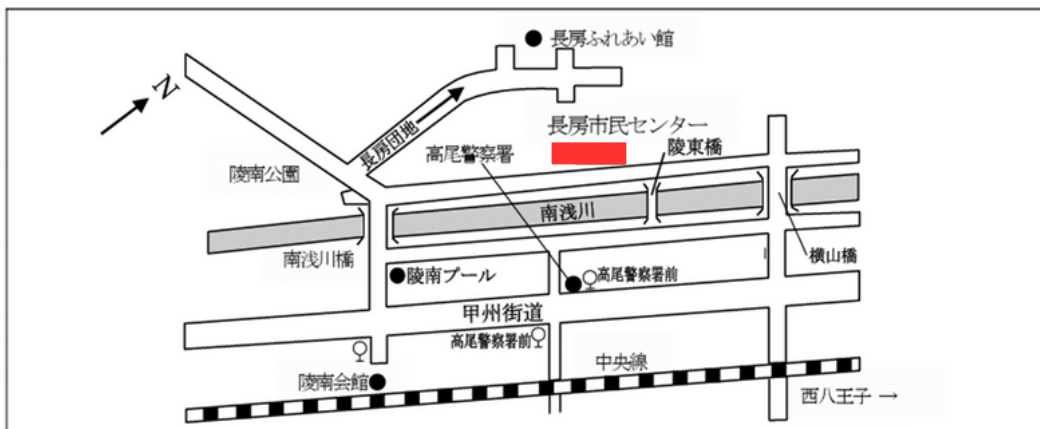 長房ふれあい館
N
長房団地
長房市民センター
高尾警察署
陵東橋
陵南公園
南浅川
南浅川橋
横山橋
陵南プール
高尾警察署前
甲州街道
高尾警察署前
中央線
陵南会館
西八王子 →